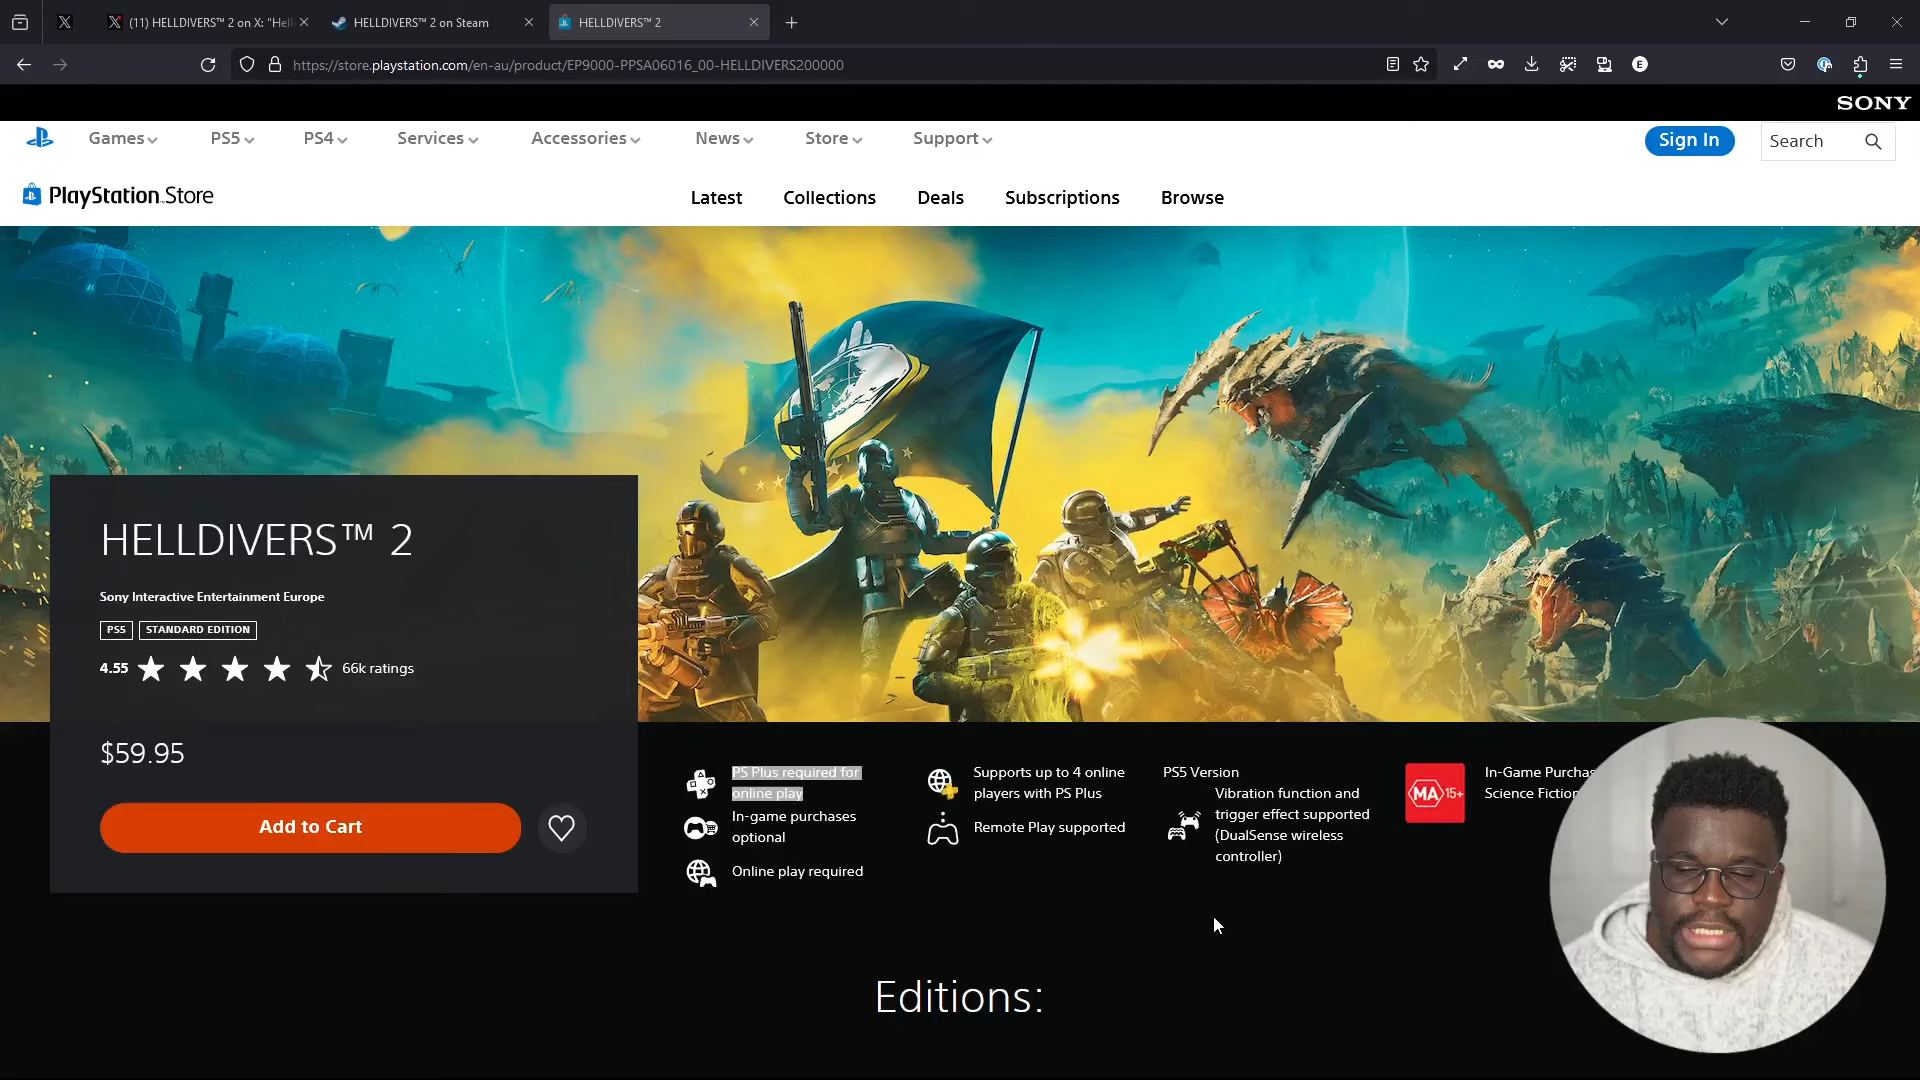 (11) HELLDIVERS™ 2 on X: "Hell
HELLDIVERS™ 2 on Steam
HELLDIVERS™ 2
https://store.playstation.com/en-au/product/EP9000-PPSA06016_00-HELLDIVERS200000
E
SONY
Games
PS5
PS4
Services
Accessories
News
Store
Support
Sign In
Search
PlayStation Store
Latest
Collections
Deals
Subscriptions
Browse
HELLDIVERS™ 2
Sony Interactive Entertainment Europe
PS5
STANDARD EDITION
4.55
66k ratings
$59.95
Add to Cart
PS Plus required for
online play
In-game purchases
optional
Online play required
Supports up to 4 online
players with PS Plus
Remote Play supported
PS5 Version
Vibration function and
trigger effect supported
(DualSense wireless
controller)
MA 15+
In-Game Purchas
Science Fiction
Editions: